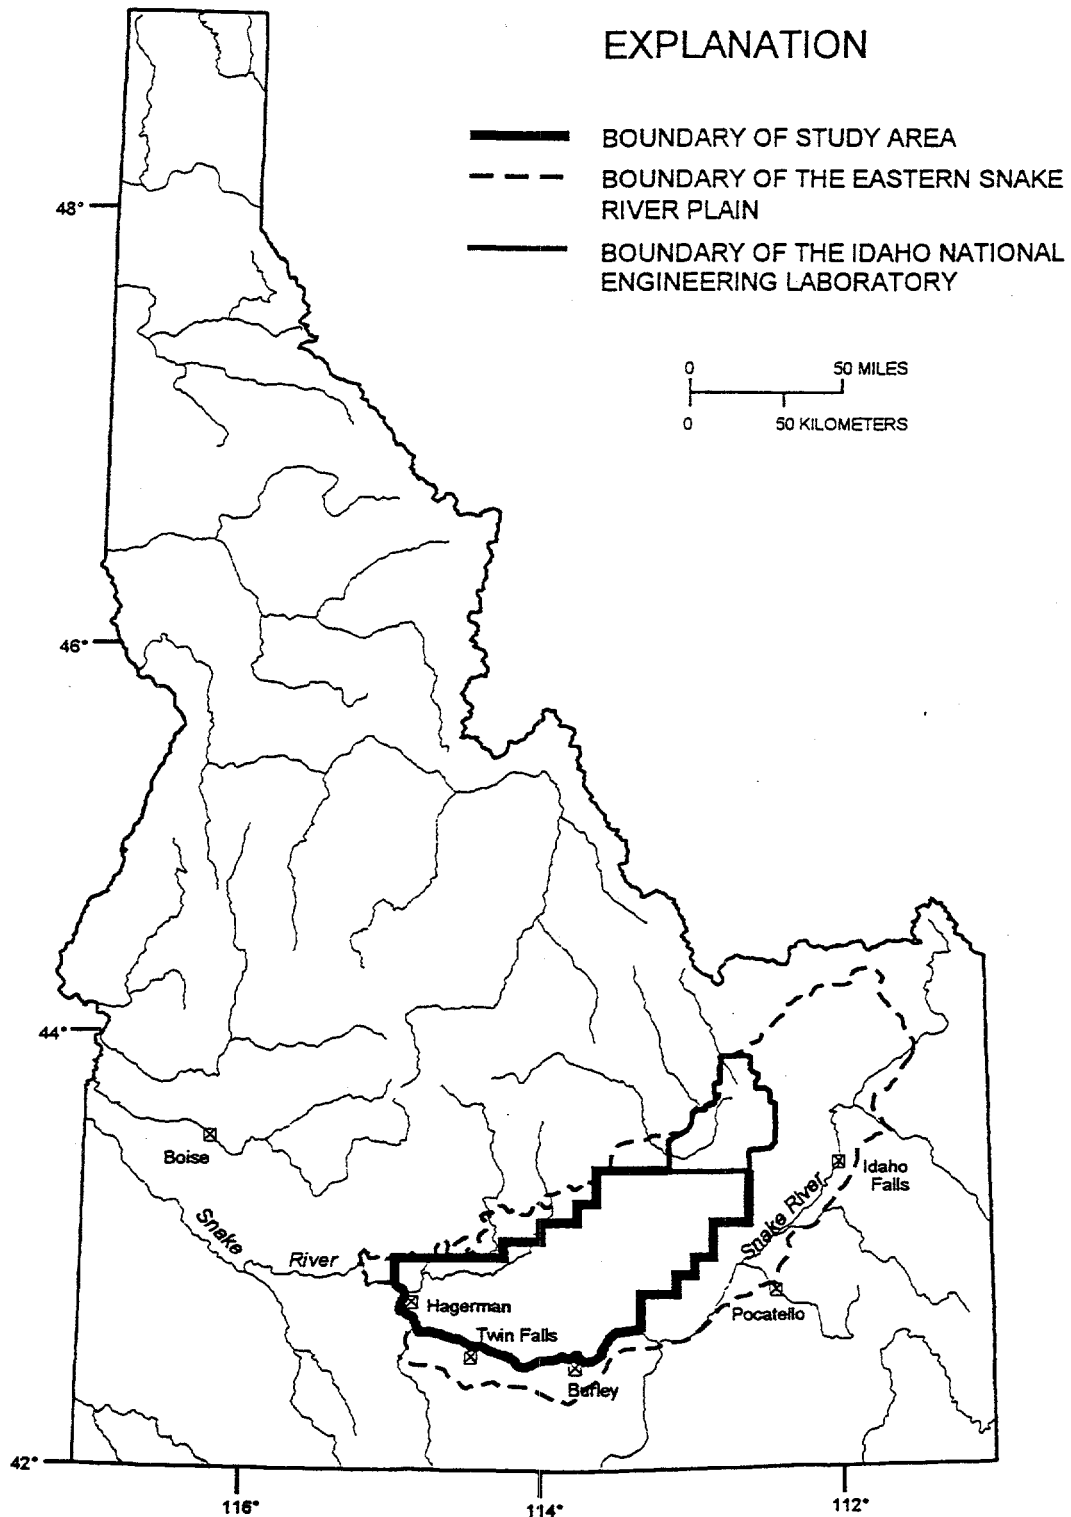 EXPLANATION
BOUNDARY OF STUDY AREA
BOUNDARY OF THE EASTERN SNAKE
RIVER PLAIN
BOUNDARY OF THE IDAHO NATIONAL
ENGINEERING LABORATORY
0 50 MILES
0 50 KILOMETERS
48°
46°
44°
Boise
Idaho
Falls
Snake River
Snake
River
Hagerman
Pocatello
Twin Falls
Burley
42°
116°
114°
112°